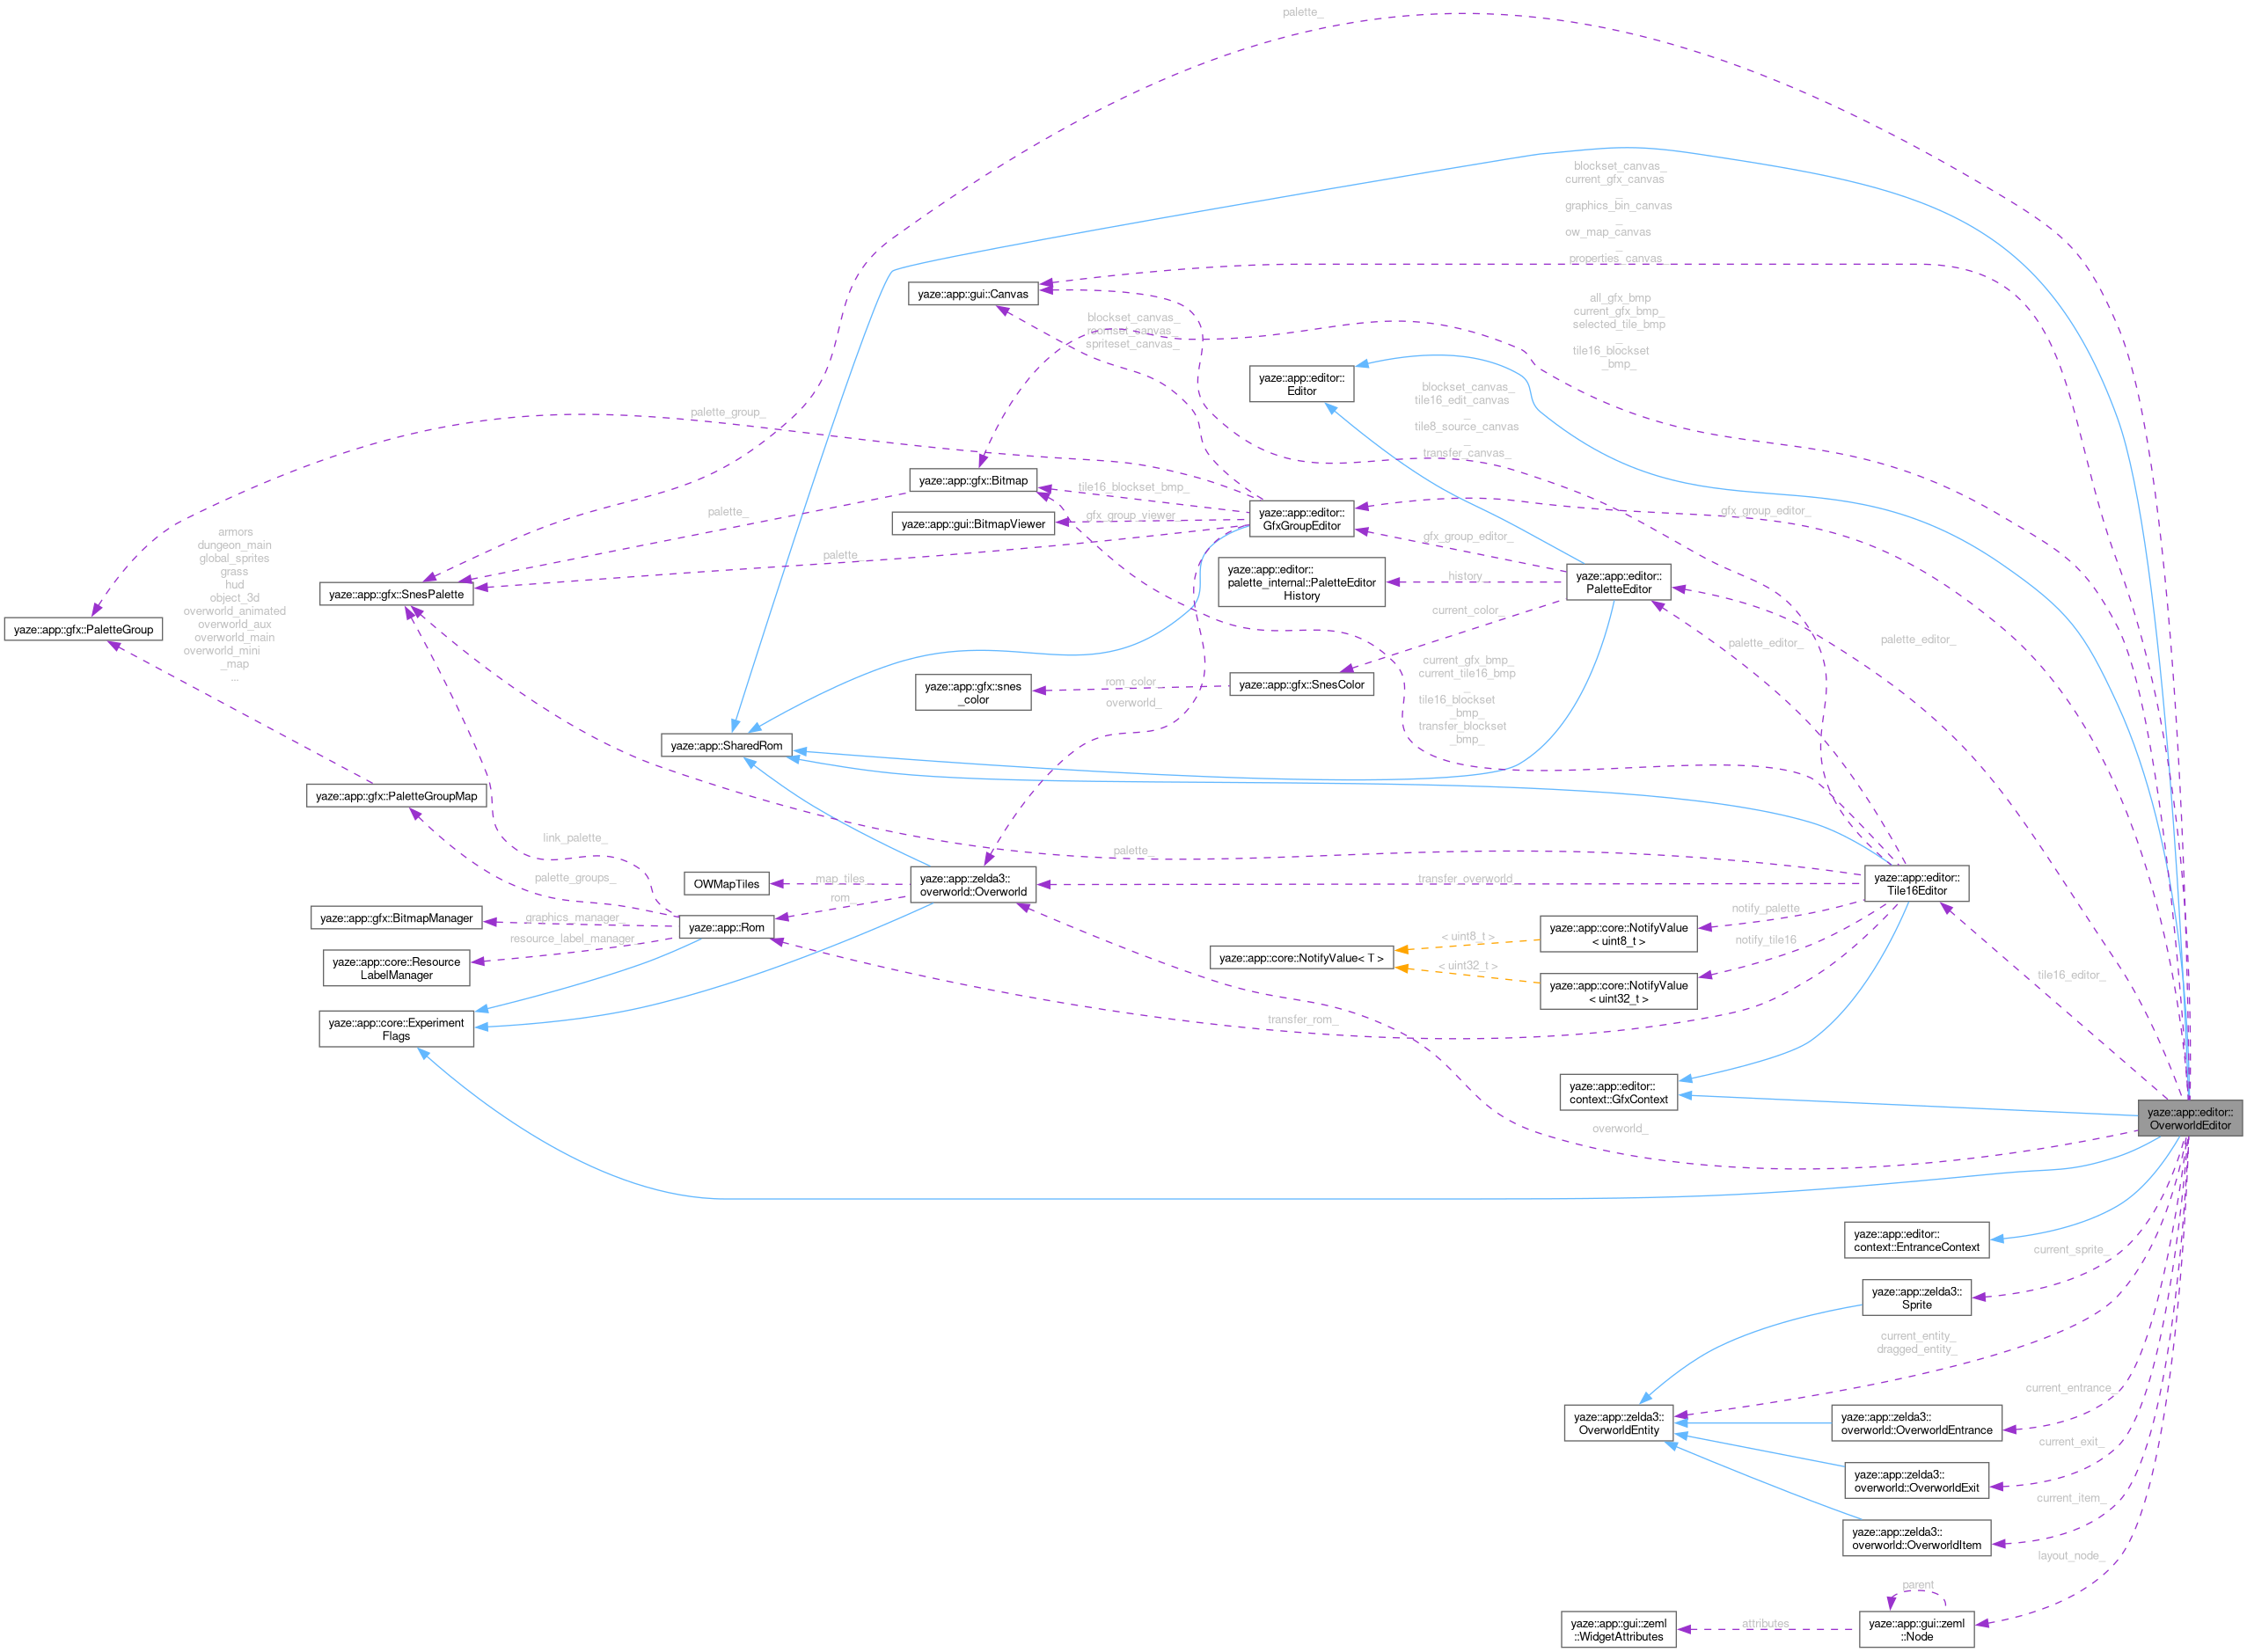 palette_
blockset_canvas_
current_gfx_canvas
_
graphics_bin_canvas
_
ow_map_canvas
_
properties_canvas
yaze::app::gui::Canvas
all_gfx_bmp
current_gfx_bmp_
selected_tile_bmp
_
tile16_blockset
_bmp_
blockset_canvas_
roomset_canvas_
spriteset_canvas_
yaze::app::editor::
Editor
blockset_canvas_
tile16_edit_canvas
_
tile8_source_canvas
_
transfer_canvas_
palette_group_
yaze::app::gfx::Bitmap
tile16_blockset_bmp_
palette_
yaze::app::gui::BitmapViewer
gfx_group_viewer_
yaze::app::editor::
GfxGroupEditor
gfx_group_editor_
gfx_group_editor_
palette
armors
dungeon_main
global_sprites
grass
hud
object_3d
overworld_animated
overworld_aux
overworld_main
overworld_mini
_map
_
yaze::app::gfx::SnesPalette
yaze::app::editor::
palette_internal::PaletteEditor
History
history_
yaze::app::editor::
PaletteEditor
yaze::app::gfx::PaletteGroup
current_color_
palette_editor_
palette_editor_
yaze::app::gfx::snes
_color
rom_color
overworld_
yaze::app::gfx::SnesColor
current_gfx_bmp_
current_tile16_bmp
_
tile16_blockset
_bmp_
transfer_blockset
_bmp_
yaze::app::SharedRom
yaze::app::gfx::PaletteGroupMap
link_palette_
palette_
palette_groups_
OWMapTiles
map_tiles_
yaze::app::zelda3::
overworld::Overworld
transfer_overworld_
yaze::app::editor::
Tile16Editor
rom_
yaze::app::gfx::BitmapManager
graphics_manager_
yaze::app::Rom
resource_label_manager_
yaze::app::core::Resource
LabelManager
notify_palette
yaze::app::core::NotifyValue
< uint8_t >
< uint8_t >
notify_tile16
yaze::app::core::NotifyValue< T >
< uint32_t >
yaze::app::core::NotifyValue
< uint32_t >
tile16_editor_
yaze::app::core::Experiment
Flags
transfer_rom_
yaze::app::editor::
context::GfxContext
yaze::app::editor::
OverworldEditor
overworld_
yaze::app::editor::
context::EntranceContext
current_sprite_
yaze::app::zelda3::
Sprite
current_entity_
dragged_entity_
current_entrance_
yaze::app::zelda3::
OverworldEntity
yaze::app::zelda3::
overworld::OverworldEntrance
current_exit_
yaze::app::zelda3::
overworld::OverworldExit
current_item_
yaze::app::zelda3::
overworld::OverworldItem
layout_node_
parent
yaze::app::gui::zeml
::WidgetAttributes
attributes
yaze::app::gui::zeml
::Node